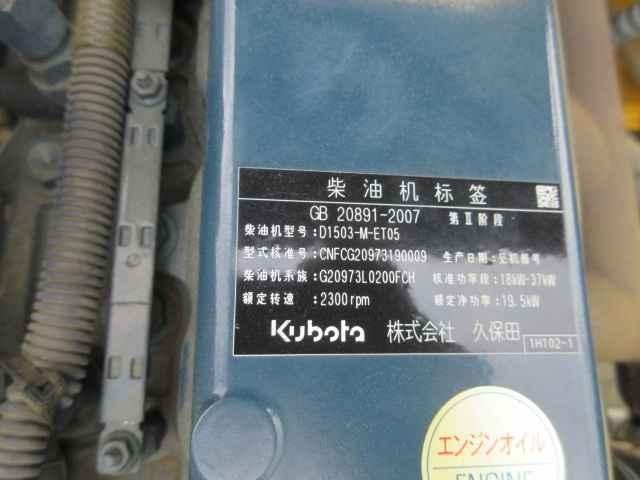 柴油机标签
GB 20891-2007 第Ⅱ阶段
柴油机型号: D1503-M-ET05
型式核准号: CNFCG20973190009 生产日期: 见机番号
柴油机系族: G20973L0200FCH 核准功率段: 18kW-37kW
额定转速: 2300rpm 额定净功率: 19.5kW
Kubota 株式会社 久保田 1H102-1
エンジンオイル
ENGINE